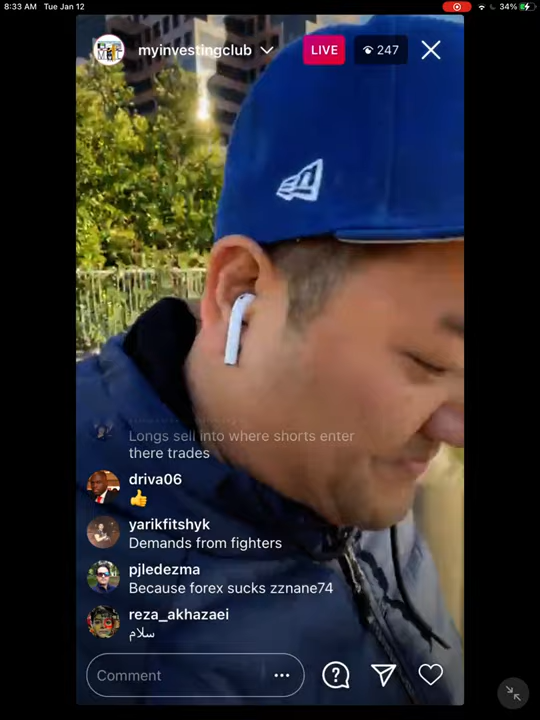 8:33 AM Tue Jan 12
34%
myinvestingclub
LIVE
247
Longs sell into where shorts enter
there trades
driva06
👍
yarikfitshyk
Demands from fighters
pjledezma
Because forex sucks zznane74
reza_akhazaei
سلام
Comment